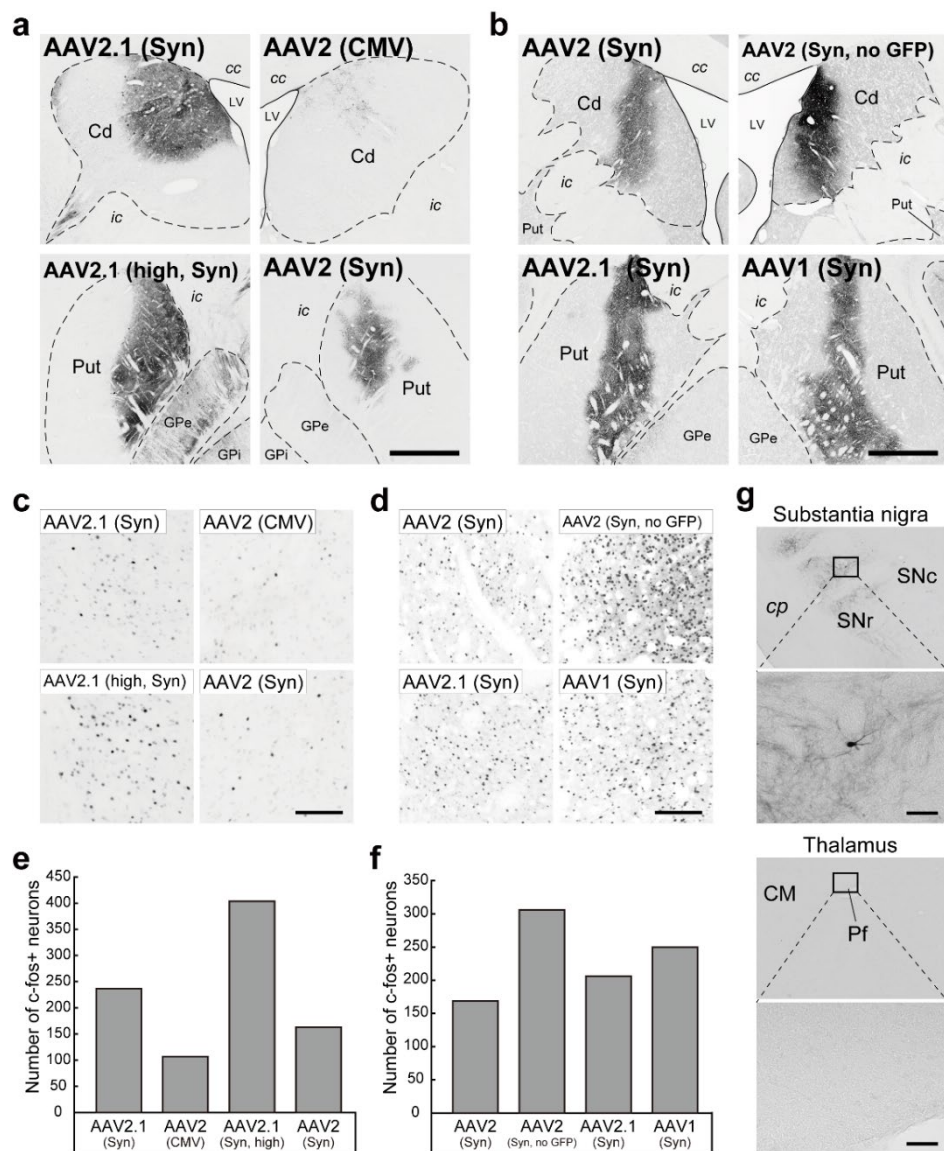 a
AAV2.1 (Syn)
cc
LV
Cd
ic
AAV2 (CMV)
cc
LV
Cd
ic
AAV2.1 (high, Syn)
ic
Put
GPe
GPi
AAV2 (Syn)
ic
Put
GPe
GPi
b
AAV2 (Syn)
cc
Cd
LV
ic
Put
AAV2 (Syn, no GFP)
cc
Cd
LV
ic
Put
AAV2.1 (Syn)
ic
Put
GPe
AAV1 (Syn)
ic
Put
GPe
c
AAV2.1 (Syn)
AAV2 (CMV)
AAV2.1 (high, Syn)
AAV2 (Syn)
d
AAV2 (Syn)
AAV2 (Syn, no GFP)
AAV2.1 (Syn)
AAV1 (Syn)
e
Number of c-fos+ neurons
450
400
350
300
250
200
150
100
50
0
AAV2.1
(Syn)
AAV2
(CMV)
AAV2.1
(Syn, high)
AAV2
(Syn)
f
Number of c-fos+ neurons
350
300
250
200
150
100
50
0
AAV2
(Syn)
AAV2
(Syn, no GFP)
AAV2.1
(Syn)
AAV1
(Syn)
g
Substantia nigra
SNc
cp
SNr
Thalamus
CM
Pf